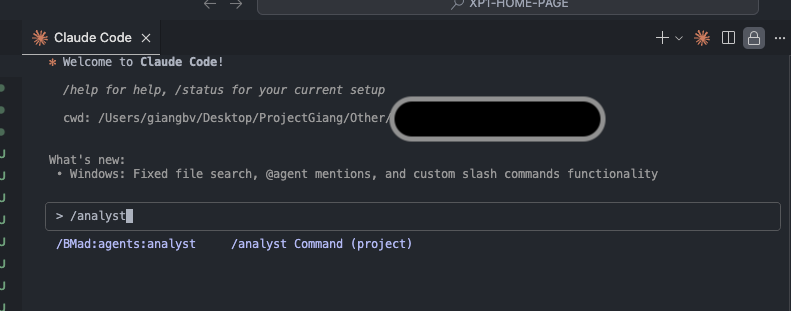 XPT-HOME-PAGE
Claude Code
* Welcome to Claude Code!
/help for help, /status for your current setup
cwd: /Users/giangbv/Desktop/ProjectGiang/Other/
What's new:
• Windows: Fixed file search, @agent mentions, and custom slash commands functionality
> /analyst
/BMad:agents:analyst /analyst Command (project)
U
U
U
U
U
U
U
U